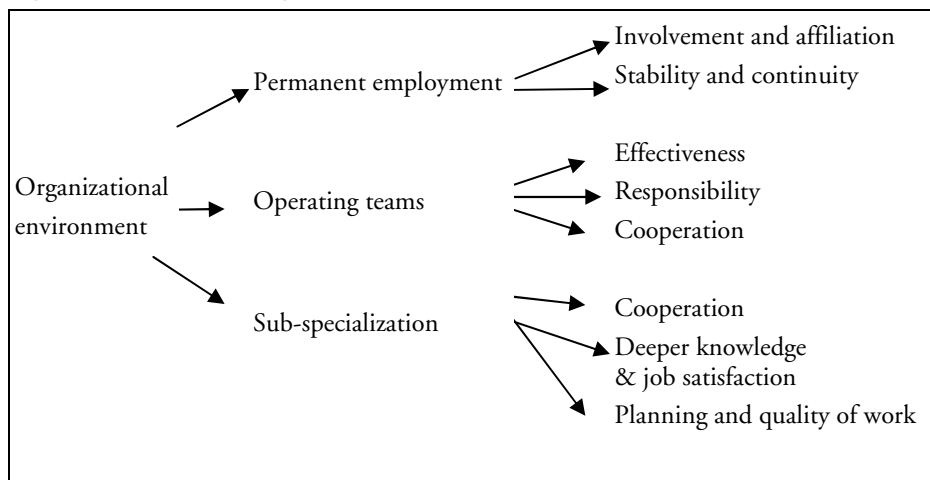 Involvement and affiliation
Permanent employment
Stability and continuity
Effectiveness
Organizational
environment
Operating teams
Responsibility
Cooperation
Sub-specialization
Cooperation
Deeper knowledge
& job satisfaction
Planning and quality of work